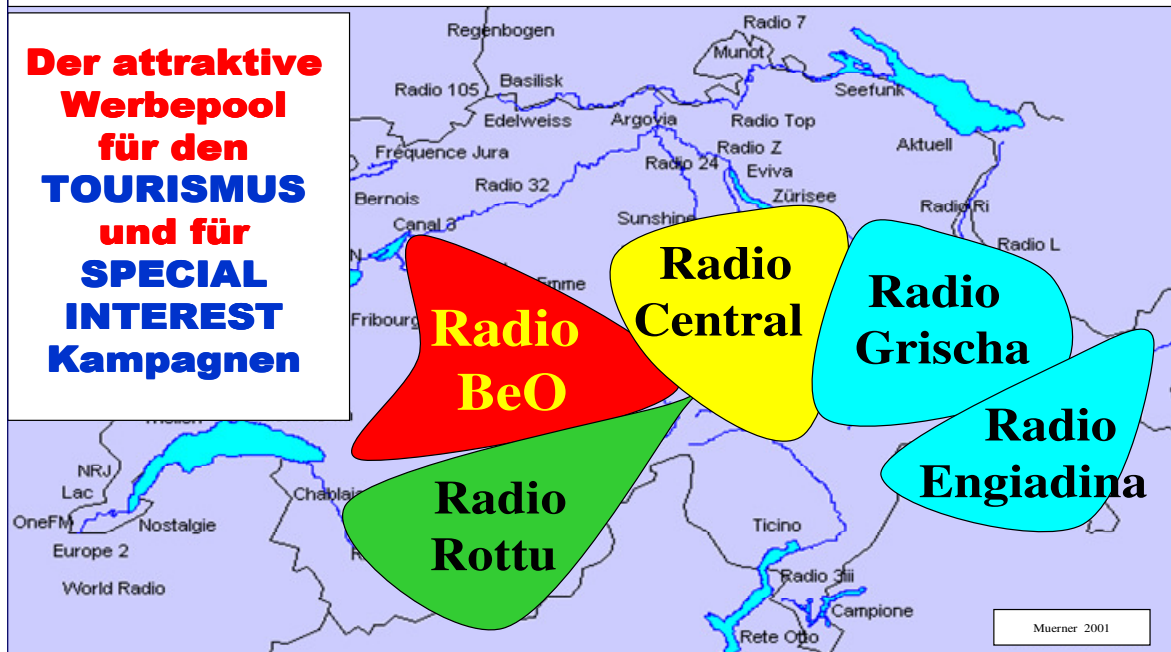 Der attraktive
Werbepool
für den
TOURISMUS
und für
SPECIAL
INTEREST
Kampagnen
Regenbogen
Radio 7
Munot
Radio 105
Basilisk
Seefunk
Edelweiss
Argovia
Radio Top
Aktuell
Fréquence Jura
Radio 24
Radio Z
Eviva
Radio 32
Zürisee
Bernois
Canal 3
Sunshine
Radio Ri
Radio L
N
Emme
Fribourg
Radio
BeO
Radio
Central
Radio
Grischa
Radio
Engiadina
Radio
Rottu
NRJ
Lac
Chablais
OneFM
Nostalgie
Europe 2
World Radio
Ticino
Radio 3iii
Campione
Rete Otto
Muerner 2001